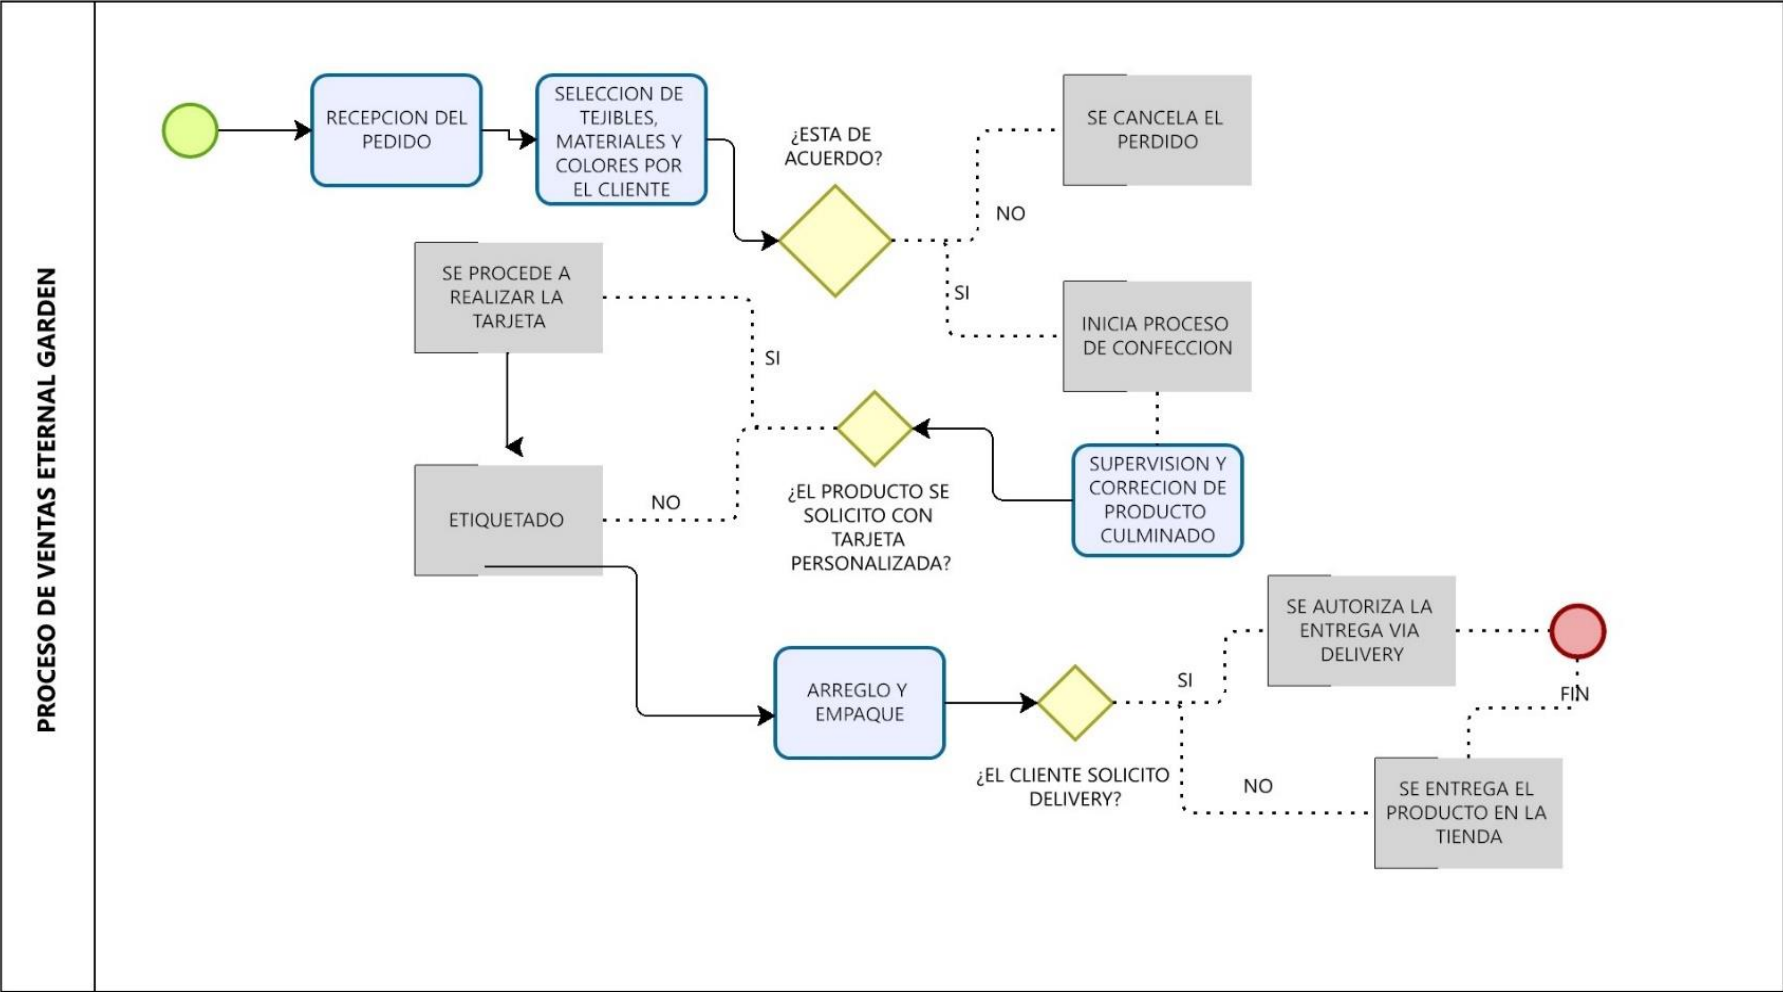 PROCESO DE VENTAS ETERNAL GARDEN
RECEPCION DEL
PEDIDO
SELECCION DE
TEJIBLES,
MATERIALES Y
COLORES POR
EL CLIENTE
¿ESTA DE
ACUERDO?
NO
SE CANCELA EL
PERDIDO
SI
INICIA PROCESO
DE CONFECCION
SUPERVISION Y
CORRECION DE
PRODUCTO
CULMINADO
¿EL PRODUCTO SE
SOLICITO CON
TARJETA
PERSONALIZADA?
SI
SE PROCEDE A
REALIZAR LA
TARJETA
NO
ETIQUETADO
ARREGLO Y
EMPAQUE
¿EL CLIENTE SOLICITO
DELIVERY?
SI
SE AUTORIZA LA
ENTREGA VIA
DELIVERY
NO
SE ENTREGA EL
PRODUCTO EN LA
TIENDA
FIN